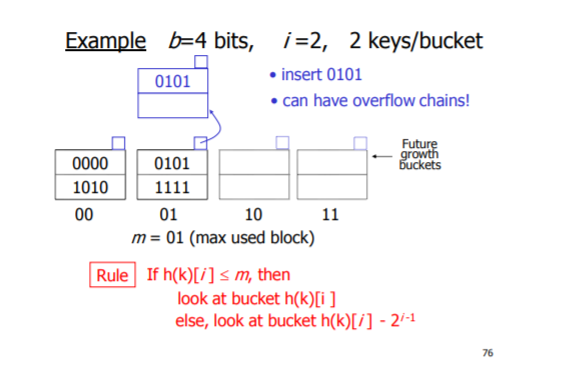 Example b=4 bits, i=2, 2 keys/bucket
0101
• insert 0101
• can have overflow chains!
Future
growth
buckets
0000 0101
1010 1111
00 01 10 11
m = 01 (max used block)
Rule If h(k)[i] ≤ m, then
look at bucket h(k)[i ]
else, look at bucket h(k)[i] - 2^{i-1}
76